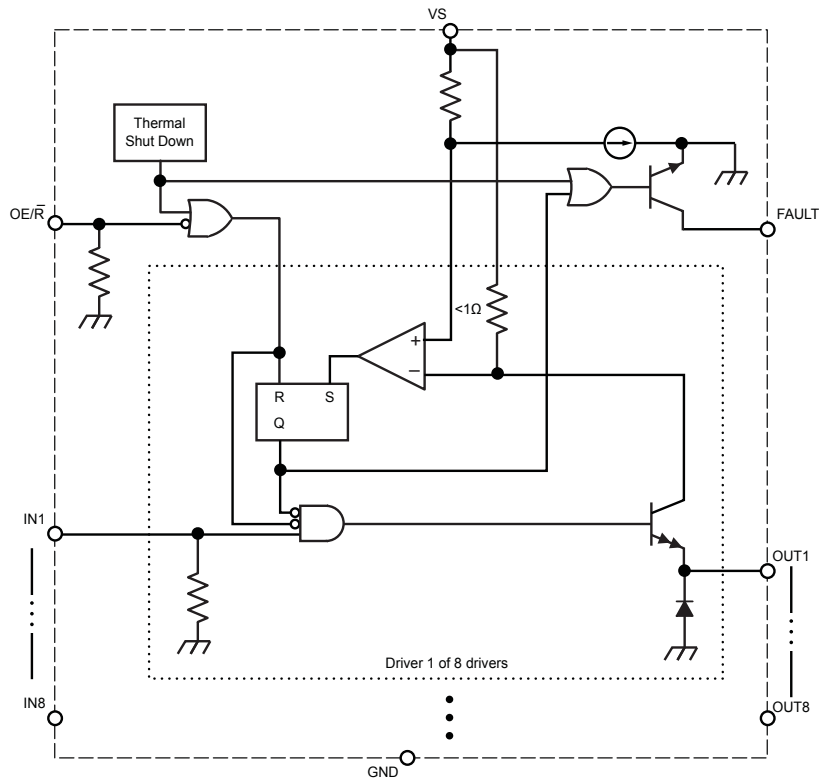 VS
Thermal
Shut Down
OE/R̅
FAULT
<1Ω
+
−
R S
Q
IN1
OUT1
Driver 1 of 8 drivers
IN8
OUT8
GND